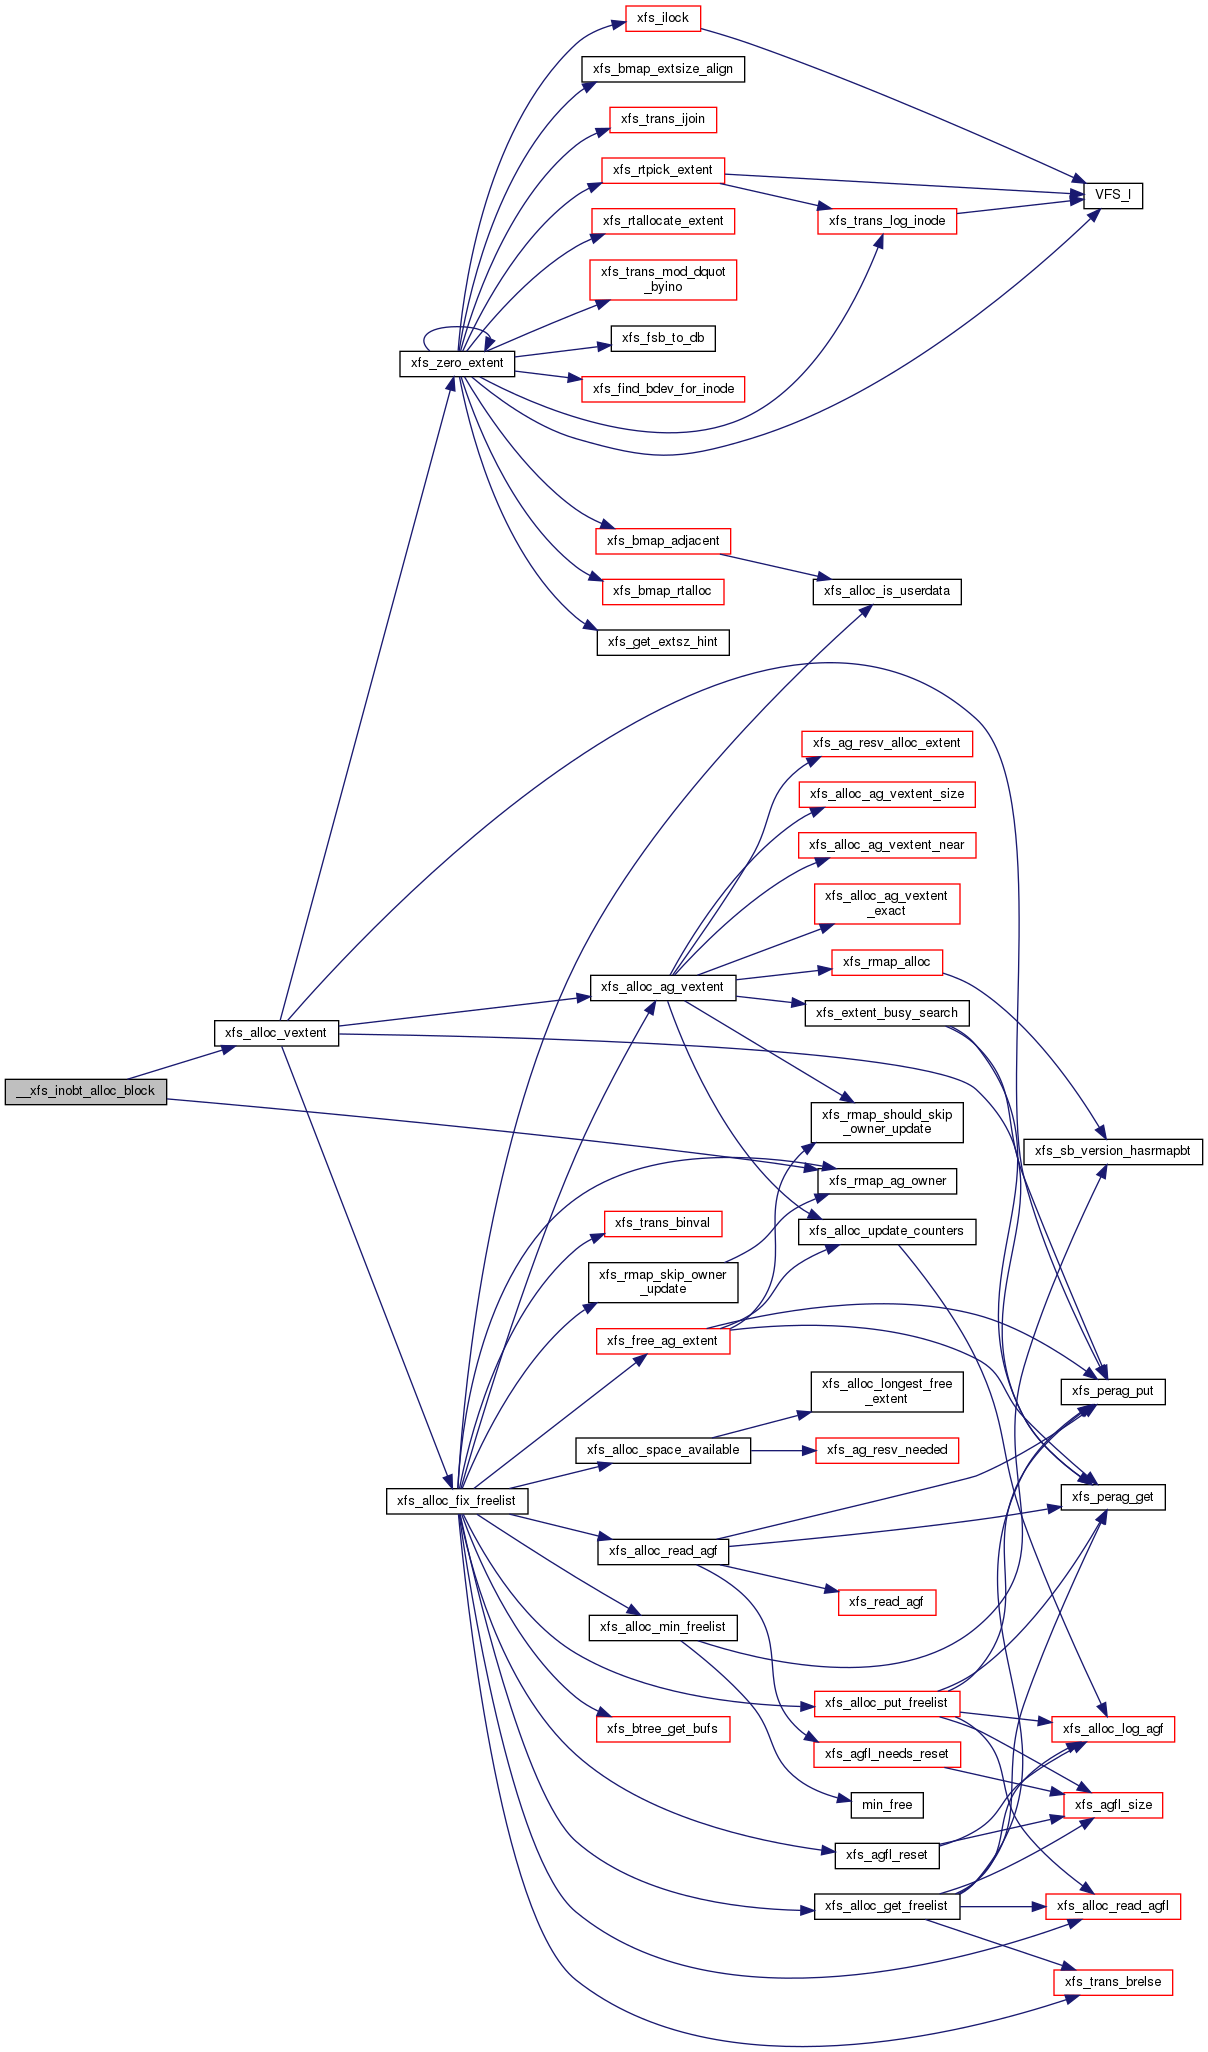 xfs_ilock
xfs_bmap_extsize_align
xfs_trans_ijoin
xfs_rtpick_extent
VFS_I
xfs_rtallocate_extent
xfs_trans_log_inode
xfs_trans_mod_dquot
_byino
xfs_fsb_to_db
xfs_zero_extent
xfs_find_bdev_for_inode
xfs_bmap_adjacent
xfs_bmap_rtalloc
xfs_alloc_is_userdata
xfs_get_extsz_hint
xfs_ag_resv_alloc_extent
xfs_alloc_ag_vextent_size
xfs_alloc_ag_vextent_near
xfs_alloc_ag_vextent
_exact
xfs_rmap_alloc
xfs_alloc_ag_vextent
xfs_extent_busy_search
xfs_alloc_vextent
__xfs_inobt_alloc_block
xfs_rmap_should_skip
_owner_update
xfs_sb_version_hasrmapbt
xfs_rmap_ag_owner
xfs_trans_binval
xfs_alloc_update_counters
xfs_rmap_skip_owner
_update
xfs_free_ag_extent
xfs_alloc_longest_free
_extent
xfs_perag_put
xfs_alloc_space_available
xfs_ag_resv_needed
xfs_alloc_fix_freelist
xfs_perag_get
xfs_alloc_read_agf
xfs_read_agf
xfs_alloc_min_freelist
xfs_alloc_put_freelist
xfs_btree_get_bufs
xfs_alloc_log_agf
xfs_agfl_needs_reset
min_free
xfs_agfl_size
xfs_agfl_reset
xfs_alloc_get_freelist
xfs_alloc_read_agfl
xfs_trans_brelse